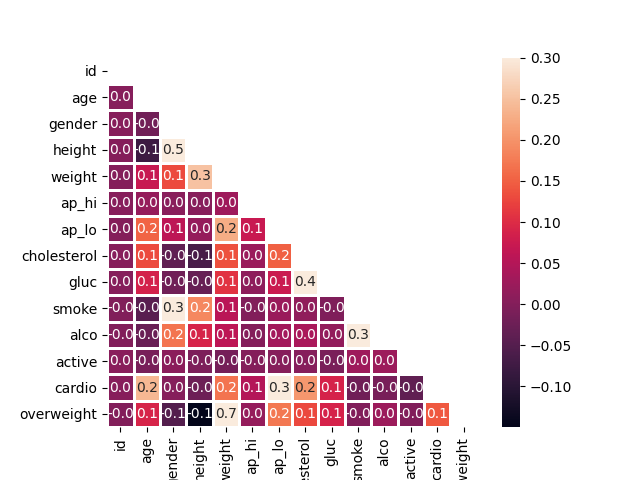 id
age 0.0
gender 0.0 -0.0
height 0.0 -0.1 0.5
weight 0.0 0.1 0.1 0.3
ap_hi 0.0 0.0 0.0 0.0 0.0
ap_lo 0.0 0.2 0.1 0.0 0.2 0.1
cholesterol 0.0 0.1 -0.0 -0.1 0.1 0.0 0.2
gluc 0.0 0.1 -0.0 -0.0 0.1 0.0 0.1 0.4
smoke -0.0 -0.0 0.3 0.2 0.1 -0.0 0.0 0.0 -0.0
alco 0.0 -0.0 0.2 0.1 0.1 0.0 0.0 0.0 0.0 0.3
active 0.0 -0.0 0.0 -0.0 -0.0 -0.0 0.0 0.0 -0.0 0.0 0.0
cardio 0.0 0.2 0.0 -0.0 0.2 0.1 0.3 0.2 0.1 -0.0 -0.0 -0.0
overweight -0.0 0.1 -0.1 -0.1 0.7 0.0 0.2 0.1 0.1 -0.0 0.0 -0.0 0.1
id age gender height weight ap_hi ap_lo esterol gluc smoke alco active cardio weight
0.30
0.25
0.20
0.15
0.10
0.05
0.00
−0.05
−0.10